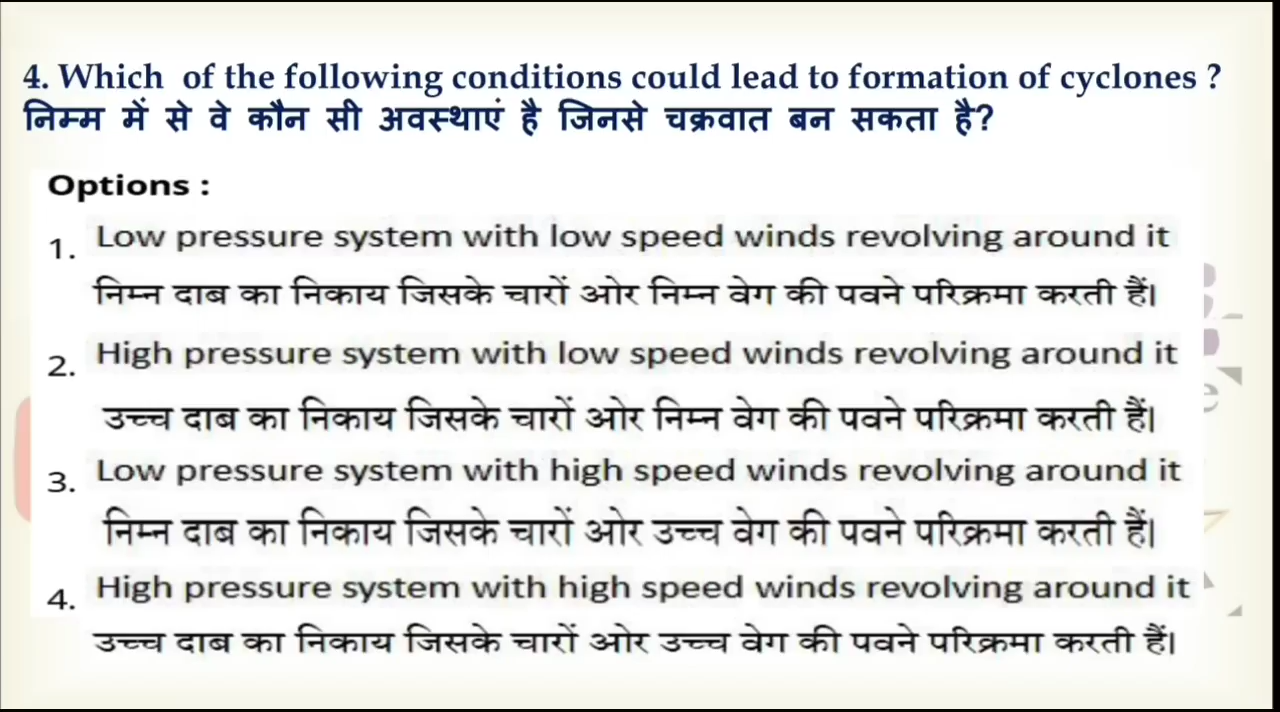 4. Which of the following conditions could lead to formation of cyclones ?
निम्म में से वे कौन सी अवस्थाएं है जिनसे चक्रवात बन सकता है?
Options :
1. Low pressure system with low speed winds revolving around it
निम्न दाब का निकाय जिसके चारों ओर निम्न वेग की पवने परिक्रमा करती हैं।
2. High pressure system with low speed winds revolving around it
उच्च दाब का निकाय जिसके चारों ओर निम्न वेग की पवने परिक्रमा करती हैं।
3. Low pressure system with high speed winds revolving around it
निम्न दाब का निकाय जिसके चारों ओर उच्च वेग की पवने परिक्रमा करती हैं।
4. High pressure system with high speed winds revolving around it
उच्च दाब का निकाय जिसके चारों ओर उच्च वेग की पवने परिक्रमा करती हैं।